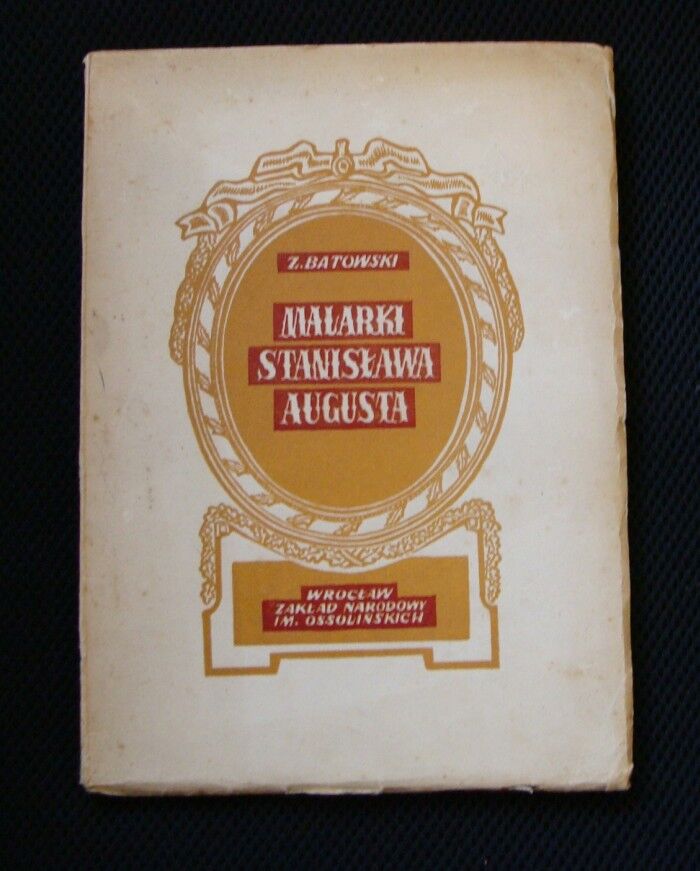 Z. BATOWSKI
MALARKI
STANISŁAWA
AUGUSTA
WROCŁAW
ZAKŁAD NARODOWY
IM. OSSOLIŃSKICH